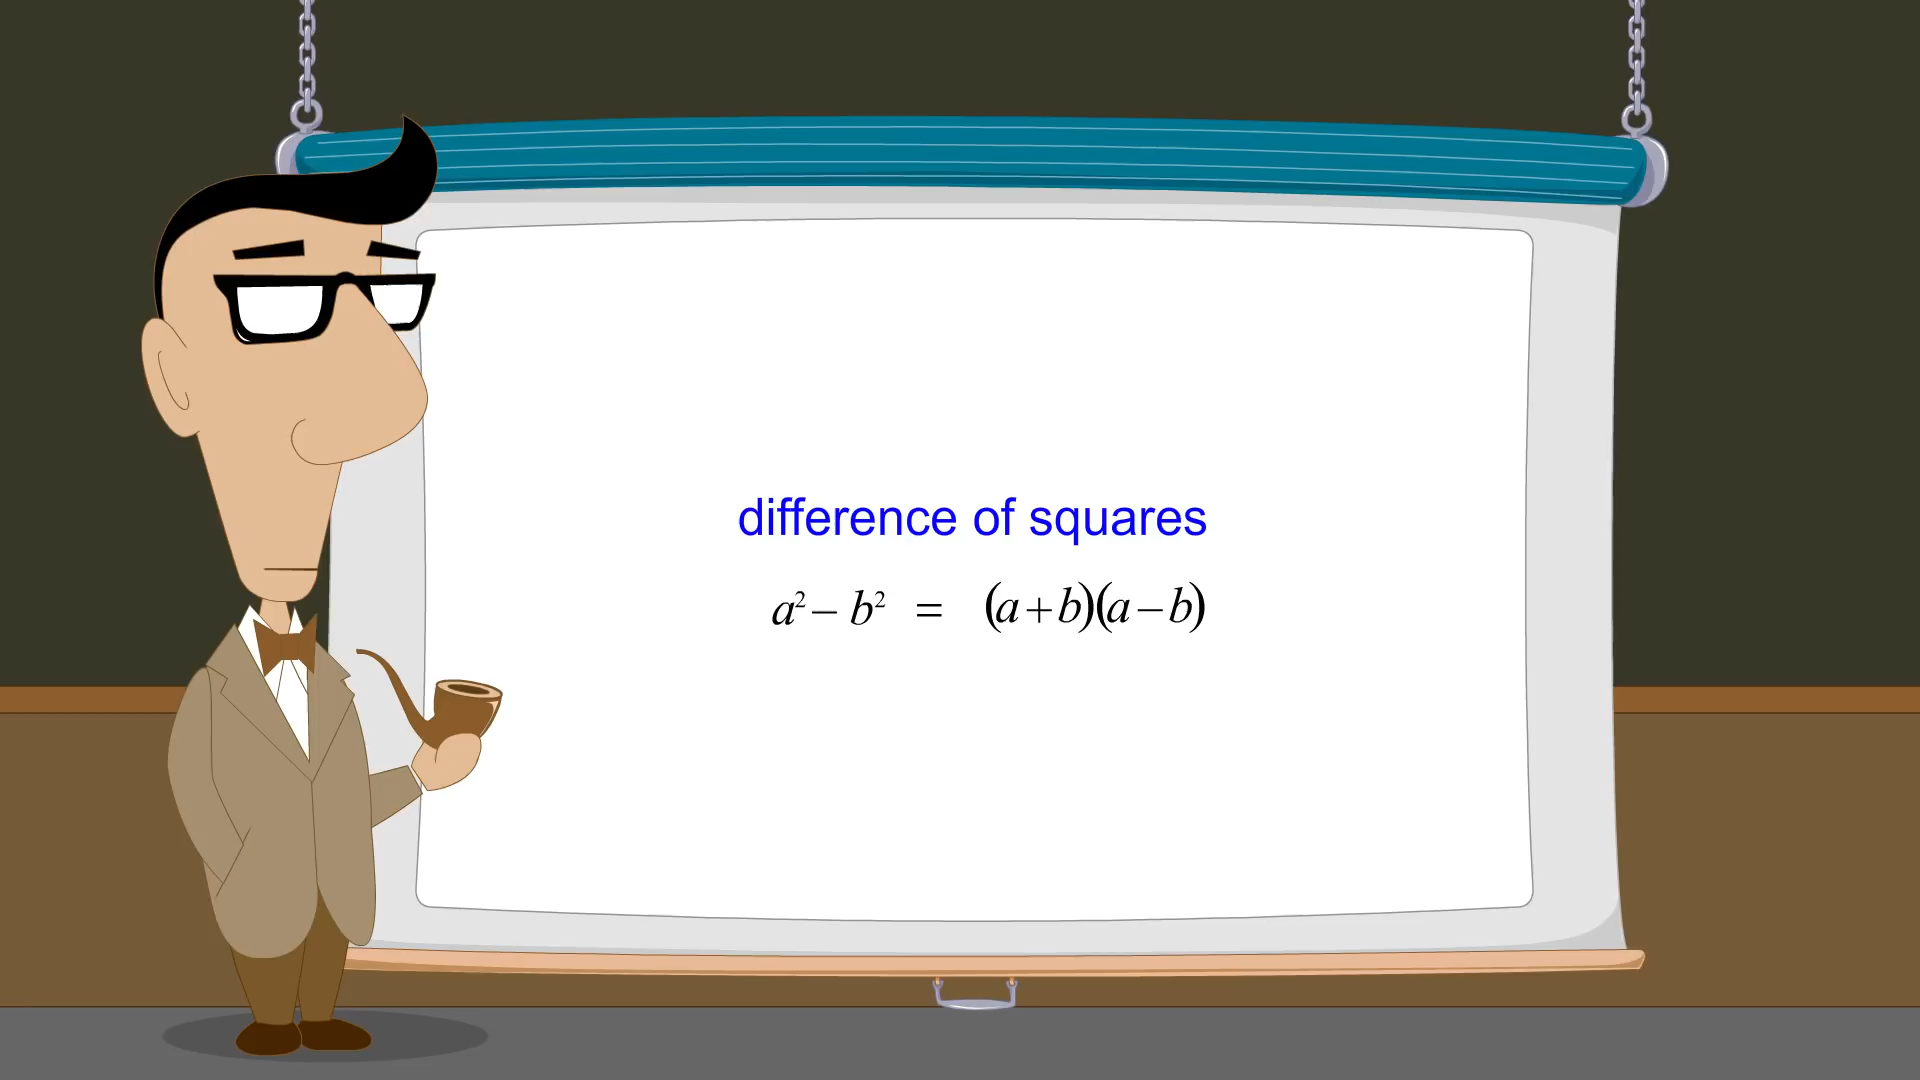 difference of squares
a² − b² = (a+b)(a−b)